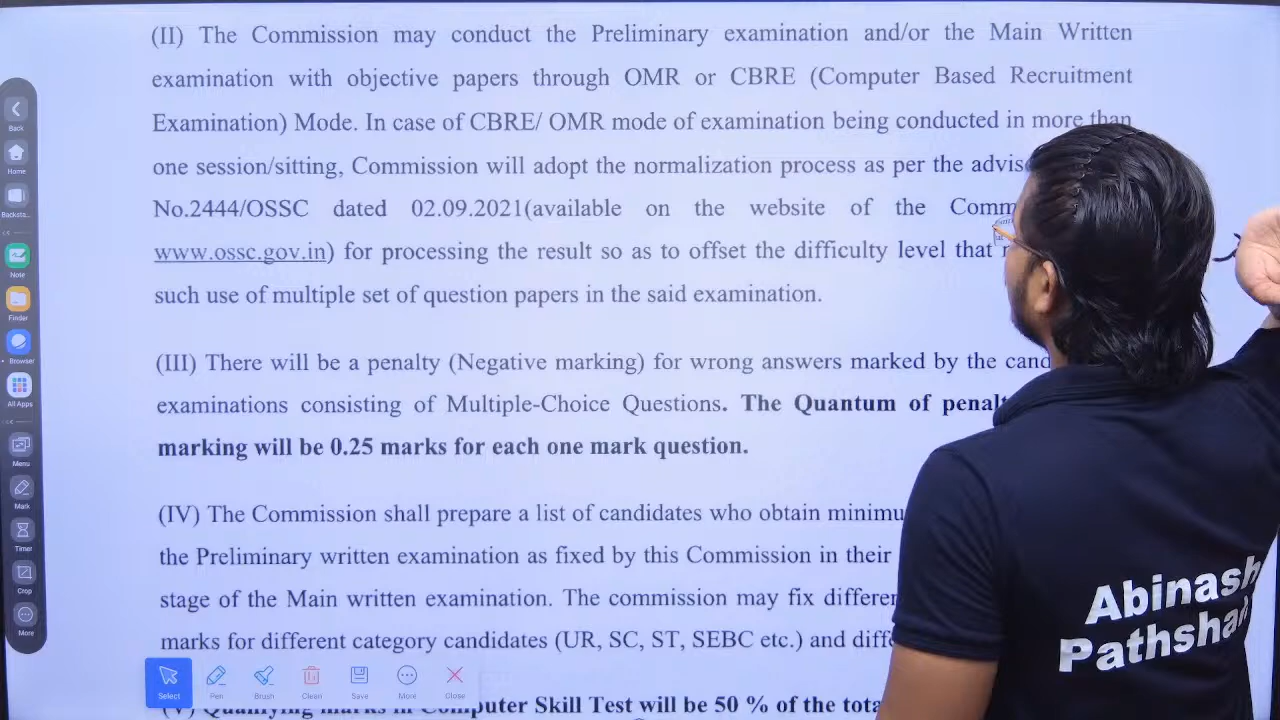 (II) The Commission may conduct the Preliminary examination and/or the Main Written
examination with objective papers through OMR or CBRE (Computer Based Recruitment
Examination) Mode. In case of CBRE/ OMR mode of examination being conducted in more than
one session/sitting, Commission will adopt the normalization process as per the
No.2444/OSSC dated 02.09.2021(available on the website of the
www.ossc.gov.in) for processing the result so as to offset the difficulty level that
such use of multiple set of question papers in the said examination.
(III) There will be a penalty (Negative marking) for wrong answers marked by the
examinations consisting of Multiple-Choice Questions. The Quantum of
marking will be 0.25 marks for each one mark question.
(IV) The Commission shall prepare a list of candidates who obtain
the Preliminary written examination as fixed by this Commission in their
stage of the Main written examination. The commission may fix
marks for different category candidates (UR, SC, ST, SEBC etc.) and
(V) Qualifying marks in Computer Skill Test will be 50 % of the
Back
Home
Note
Finder
Browser
All Apps
Menu
Mark
Timer
Crop
More
Select
Pen
Brush
Clean
Save
More
Close
Abinash